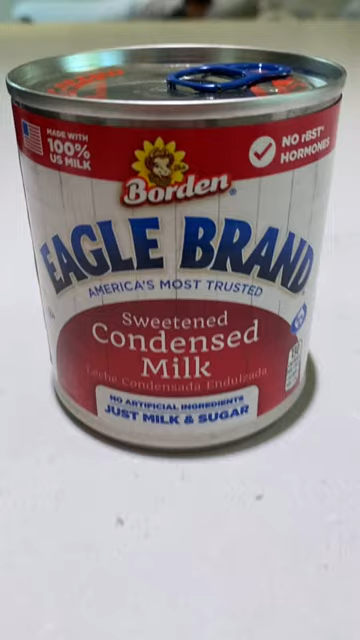 MADE WITH
100%
US MILK
NO rBST*
HORMONES
Borden®
EAGLE BRAND
AMERICA'S MOST TRUSTED
Sweetened
Condensed
Milk
Leche Condensada Endulzada
NO ARTIFICIAL INGREDIENTS
JUST MILK & SUGAR